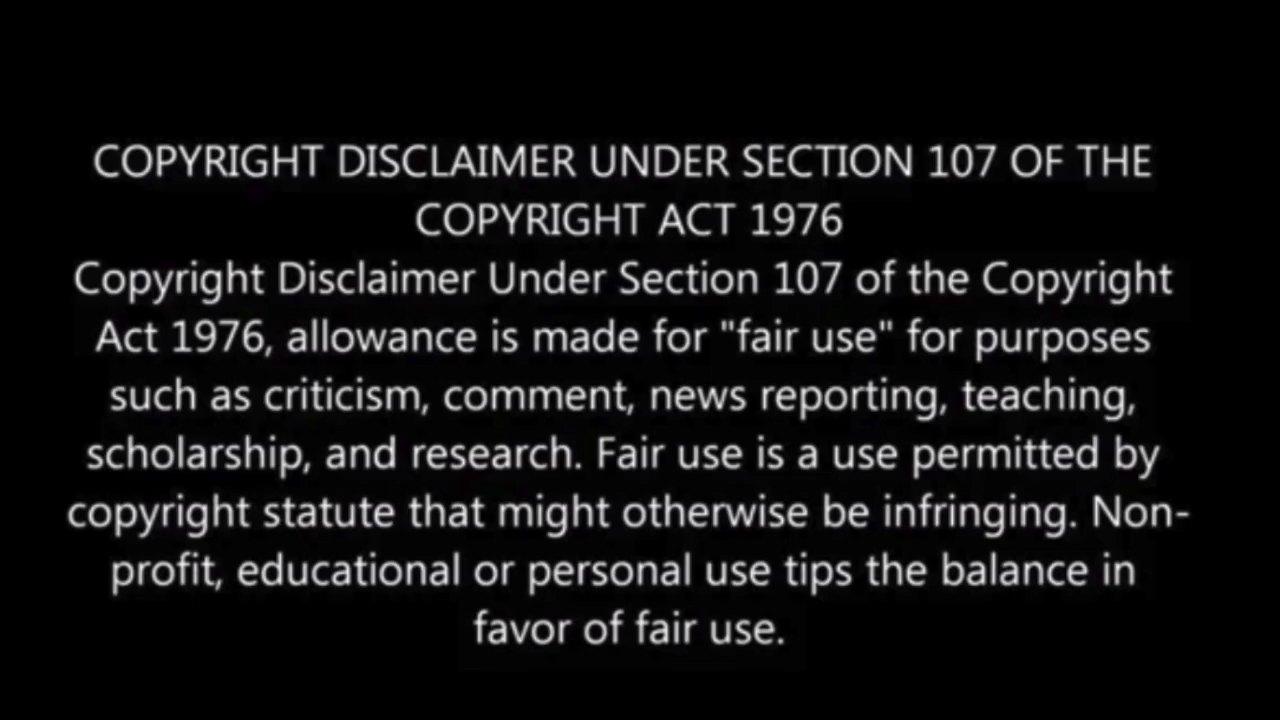 COPYRIGHT DISCLAIMER UNDER SECTION 107 OF THE
COPYRIGHT ACT 1976
Copyright Disclaimer Under Section 107 of the Copyright
Act 1976, allowance is made for "fair use" for purposes
such as criticism, comment, news reporting, teaching,
scholarship, and research. Fair use is a use permitted by
copyright statute that might otherwise be infringing. Non-
profit, educational or personal use tips the balance in
favor of fair use.